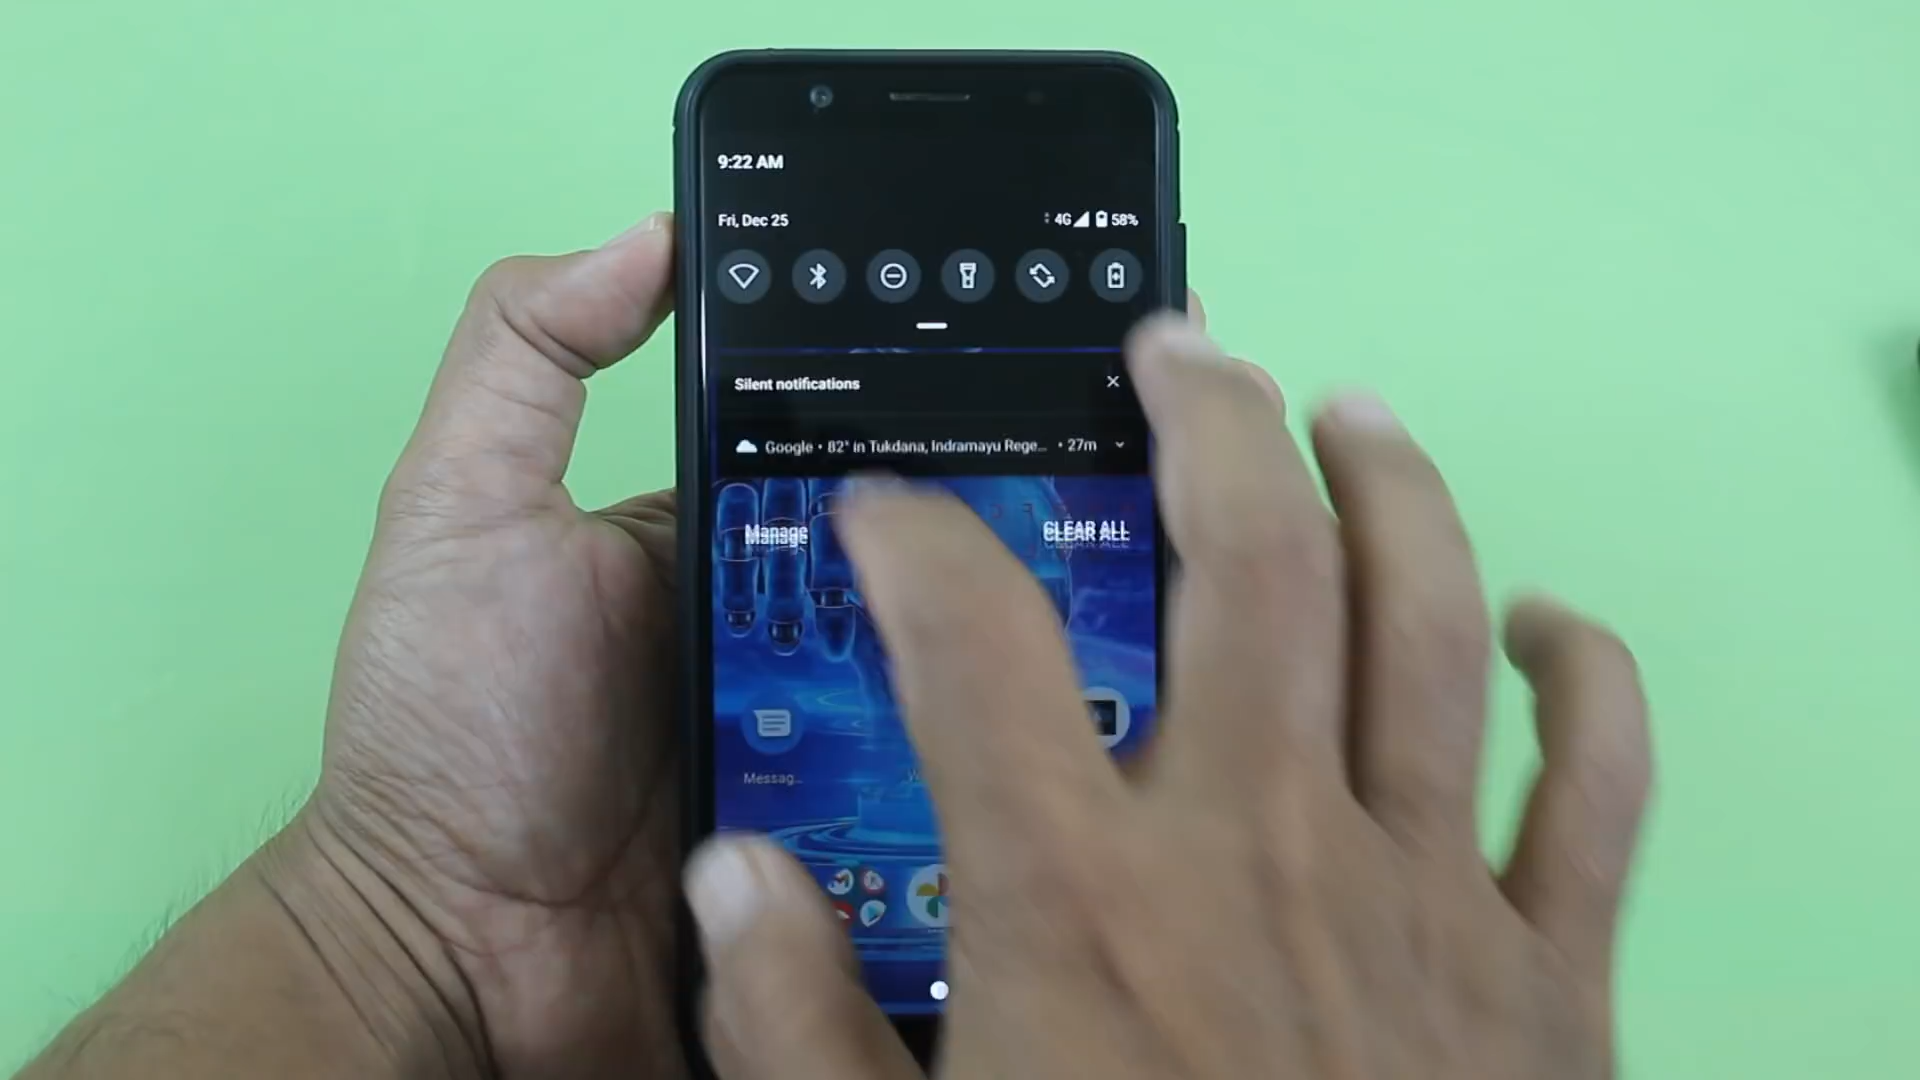 9:22 AM
Fri, Dec 25
4G 58%
Silent notifications
Google • 82° in Tukdana, Indramayu Rege... • 27m
Manage
CLEAR ALL
Messag...